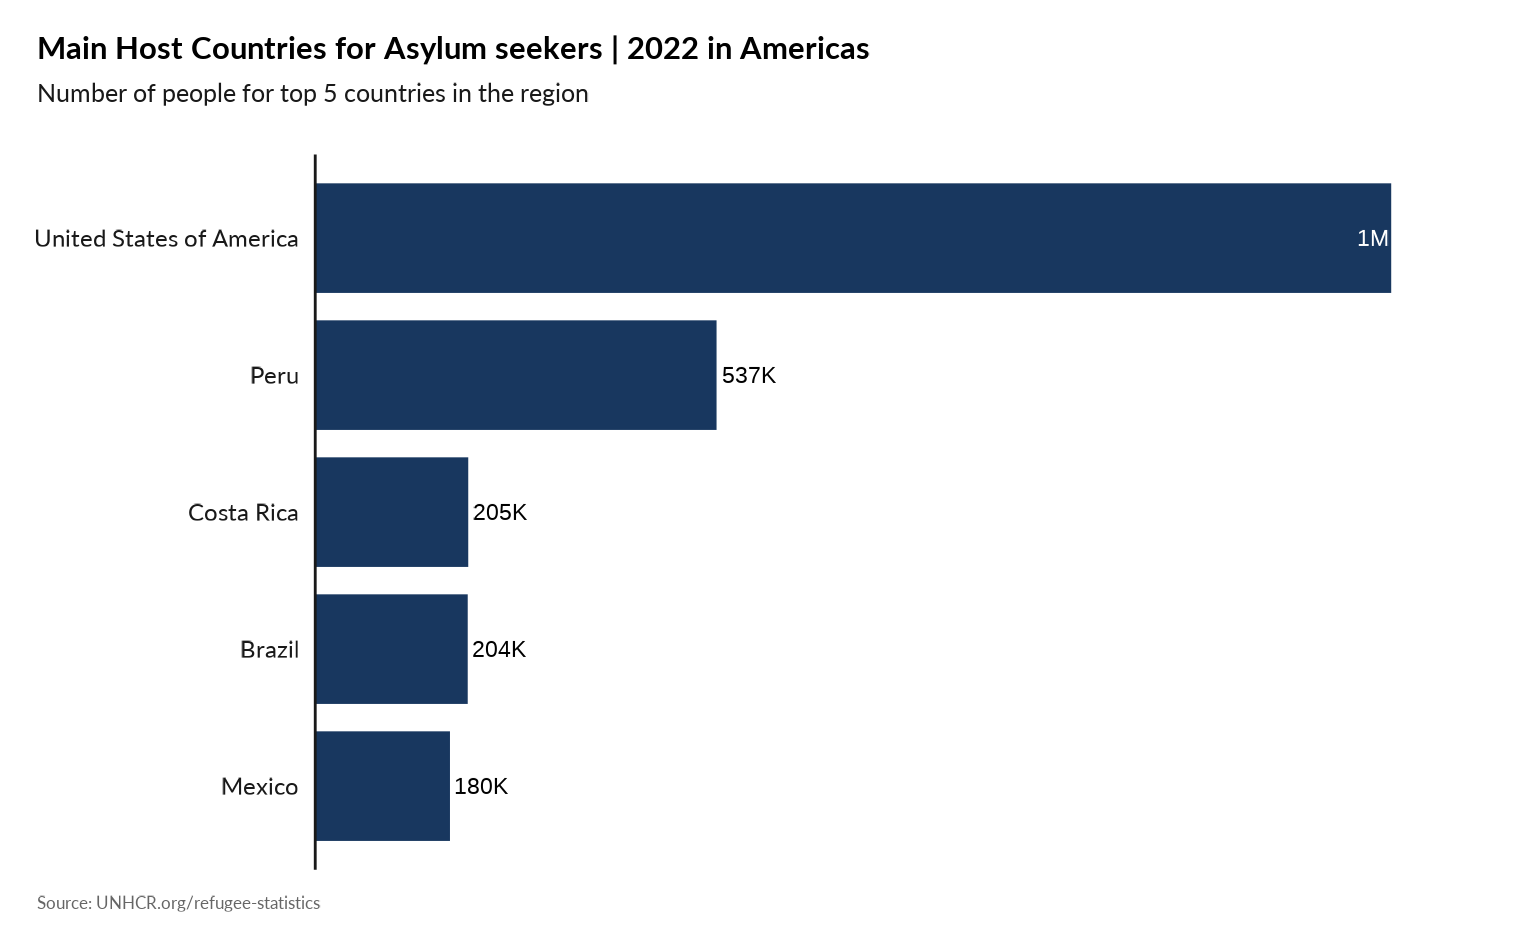 Main Host Countries for Asylum seekers | 2022 in Americas
Number of people for top 5 countries in the region
United States of America 1M
Peru 537K
Costa Rica 205K
Brazil 204K
Mexico 180K
Source: UNHCR.org/refugee-statistics